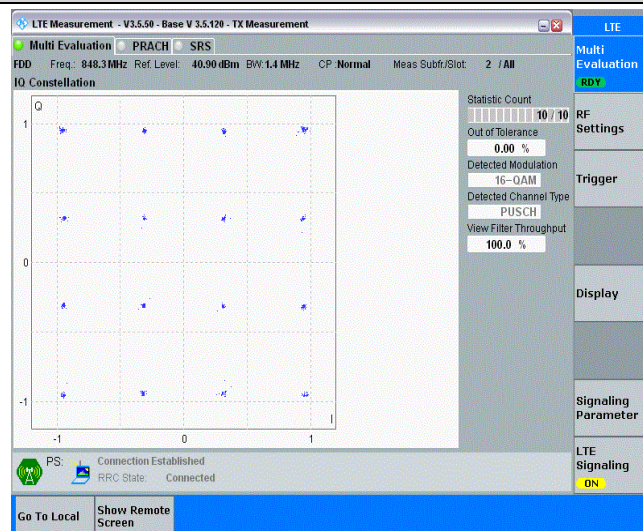 LTE Measurement - V3.5.50 - Base V 3.5.120 - TX Measurement
LTE
Multi Evaluation PRACH SRS
Multi
Evaluation
RDY
FDD Freq.: 848.3 MHz Ref. Level: 40.90 dBm BW: 1.4 MHz CP : Normal Meas Subfr./Slot: 2 / All
IQ Constellation
Q
1
0
-1
I
-1 0 1
Statistic Count
10 / 10
Out of Tolerance
0.00 %
Detected Modulation
16-QAM
Detected Channel Type
PUSCH
View Filter Throughput
100.0 %
RF
Settings
Trigger
Display
Signaling
Parameter
LTE
Signaling
ON
PS: Connection Established
RRC State: Connected
Go To Local
Show Remote
Screen